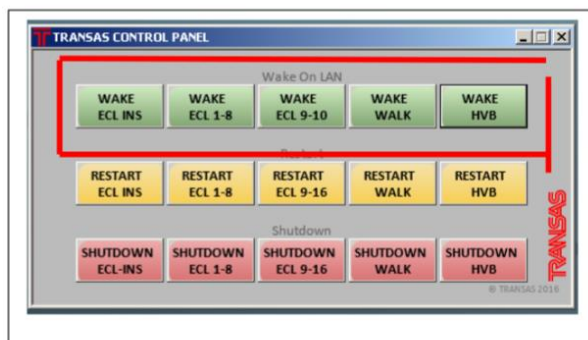 TRANSAS CONTROL PANEL
Wake On LAN
WAKE ECL INS
WAKE ECL 1-8
WAKE ECL 9-10
WAKE WALK
WAKE HVB
Restart
RESTART ECL INS
RESTART ECL 1-8
RESTART ECL 9-16
RESTART WALK
RESTART HVB
Shutdown
SHUTDOWN ECL-INS
SHUTDOWN ECL 1-8
SHUTDOWN ECL 9-16
SHUTDOWN WALK
SHUTDOWN HVB
TRANSAS
© TRANSAS 2016